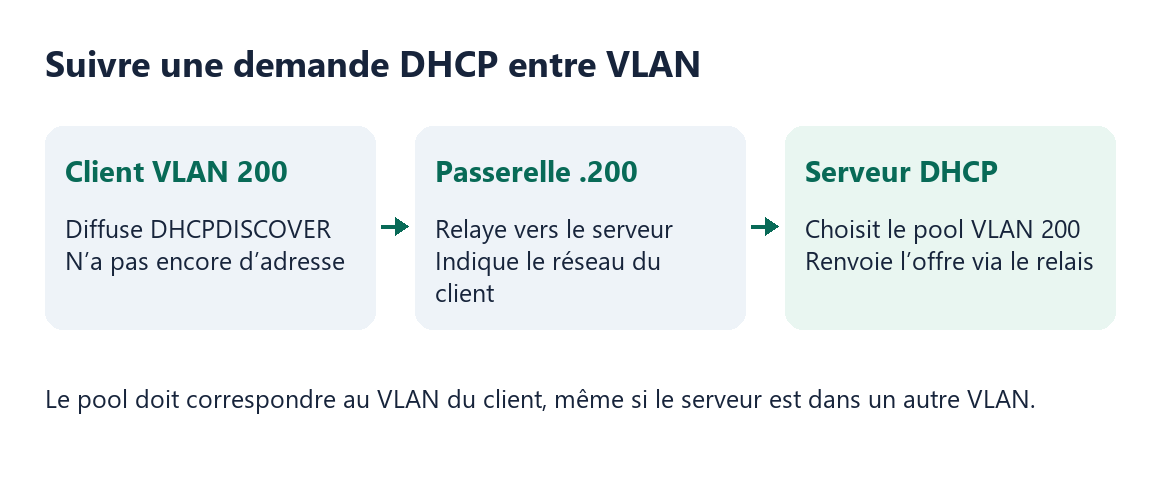 Suivre une demande DHCP entre VLAN
Client VLAN 200
Diffuse DHCPDISCOVER
N’a pas encore d’adresse
Passerelle .200
Relaye vers le serveur
Indique le réseau du
client
Serveur DHCP
Choisit le pool VLAN 200
Renvoie l’offre via le relais
Le pool doit correspondre au VLAN du client, même si le serveur est dans un autre VLAN.